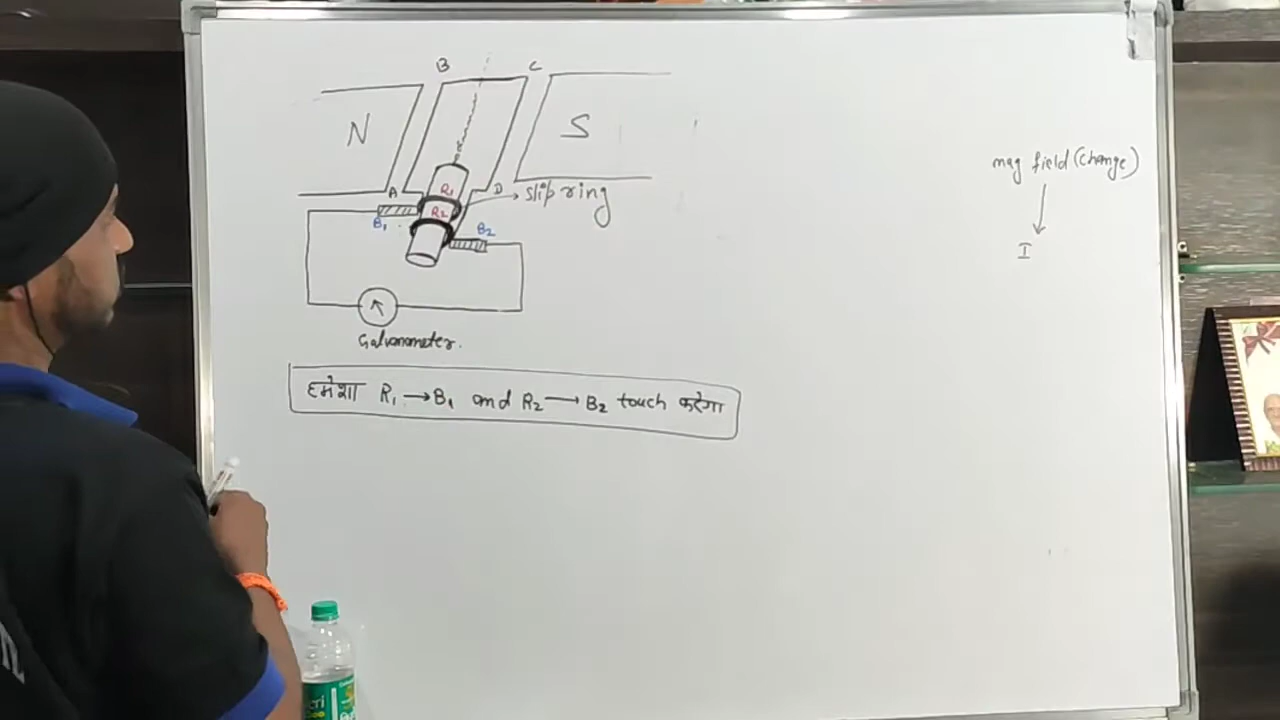 B C
N S
mag field (change)
I
A R₁ D slip ring
R₂
B₁ B₂
Galvanometer.
हमेशा R₁ → B₁ and R₂ → B₂ touch करेगा